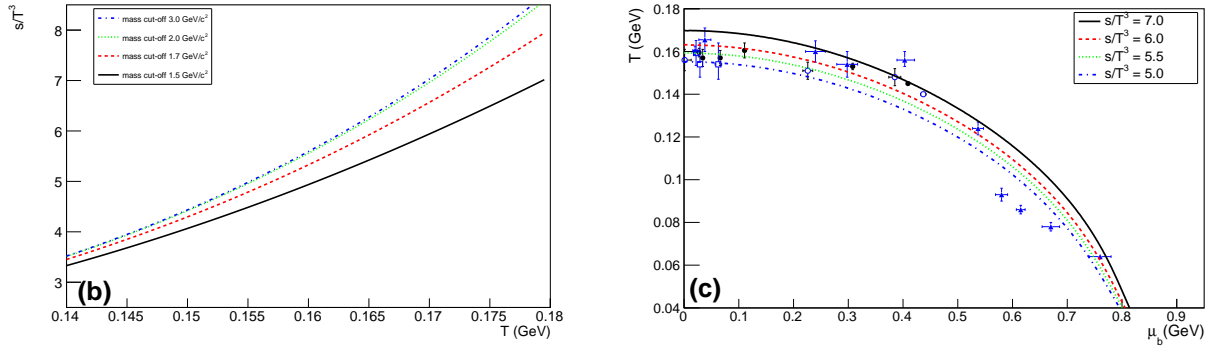 s/T³
8
7
6
5
4
3
mass cut-off 3.0 GeV/c²
mass cut-off 2.0 GeV/c²
mass cut-off 1.7 GeV/c²
mass cut-off 1.5 GeV/c²
(b)
0.14 0.145 0.15 0.155 0.16 0.165 0.17 0.175 0.18
T (GeV)
T (GeV)
0.18
0.16
0.14
0.12
0.1
0.08
0.06
0.04
s/T³ = 7.0
s/T³ = 6.0
s/T³ = 5.5
s/T³ = 5.0
(c)
0 0.1 0.2 0.3 0.4 0.5 0.6 0.7 0.8 0.9
μ_b (GeV)